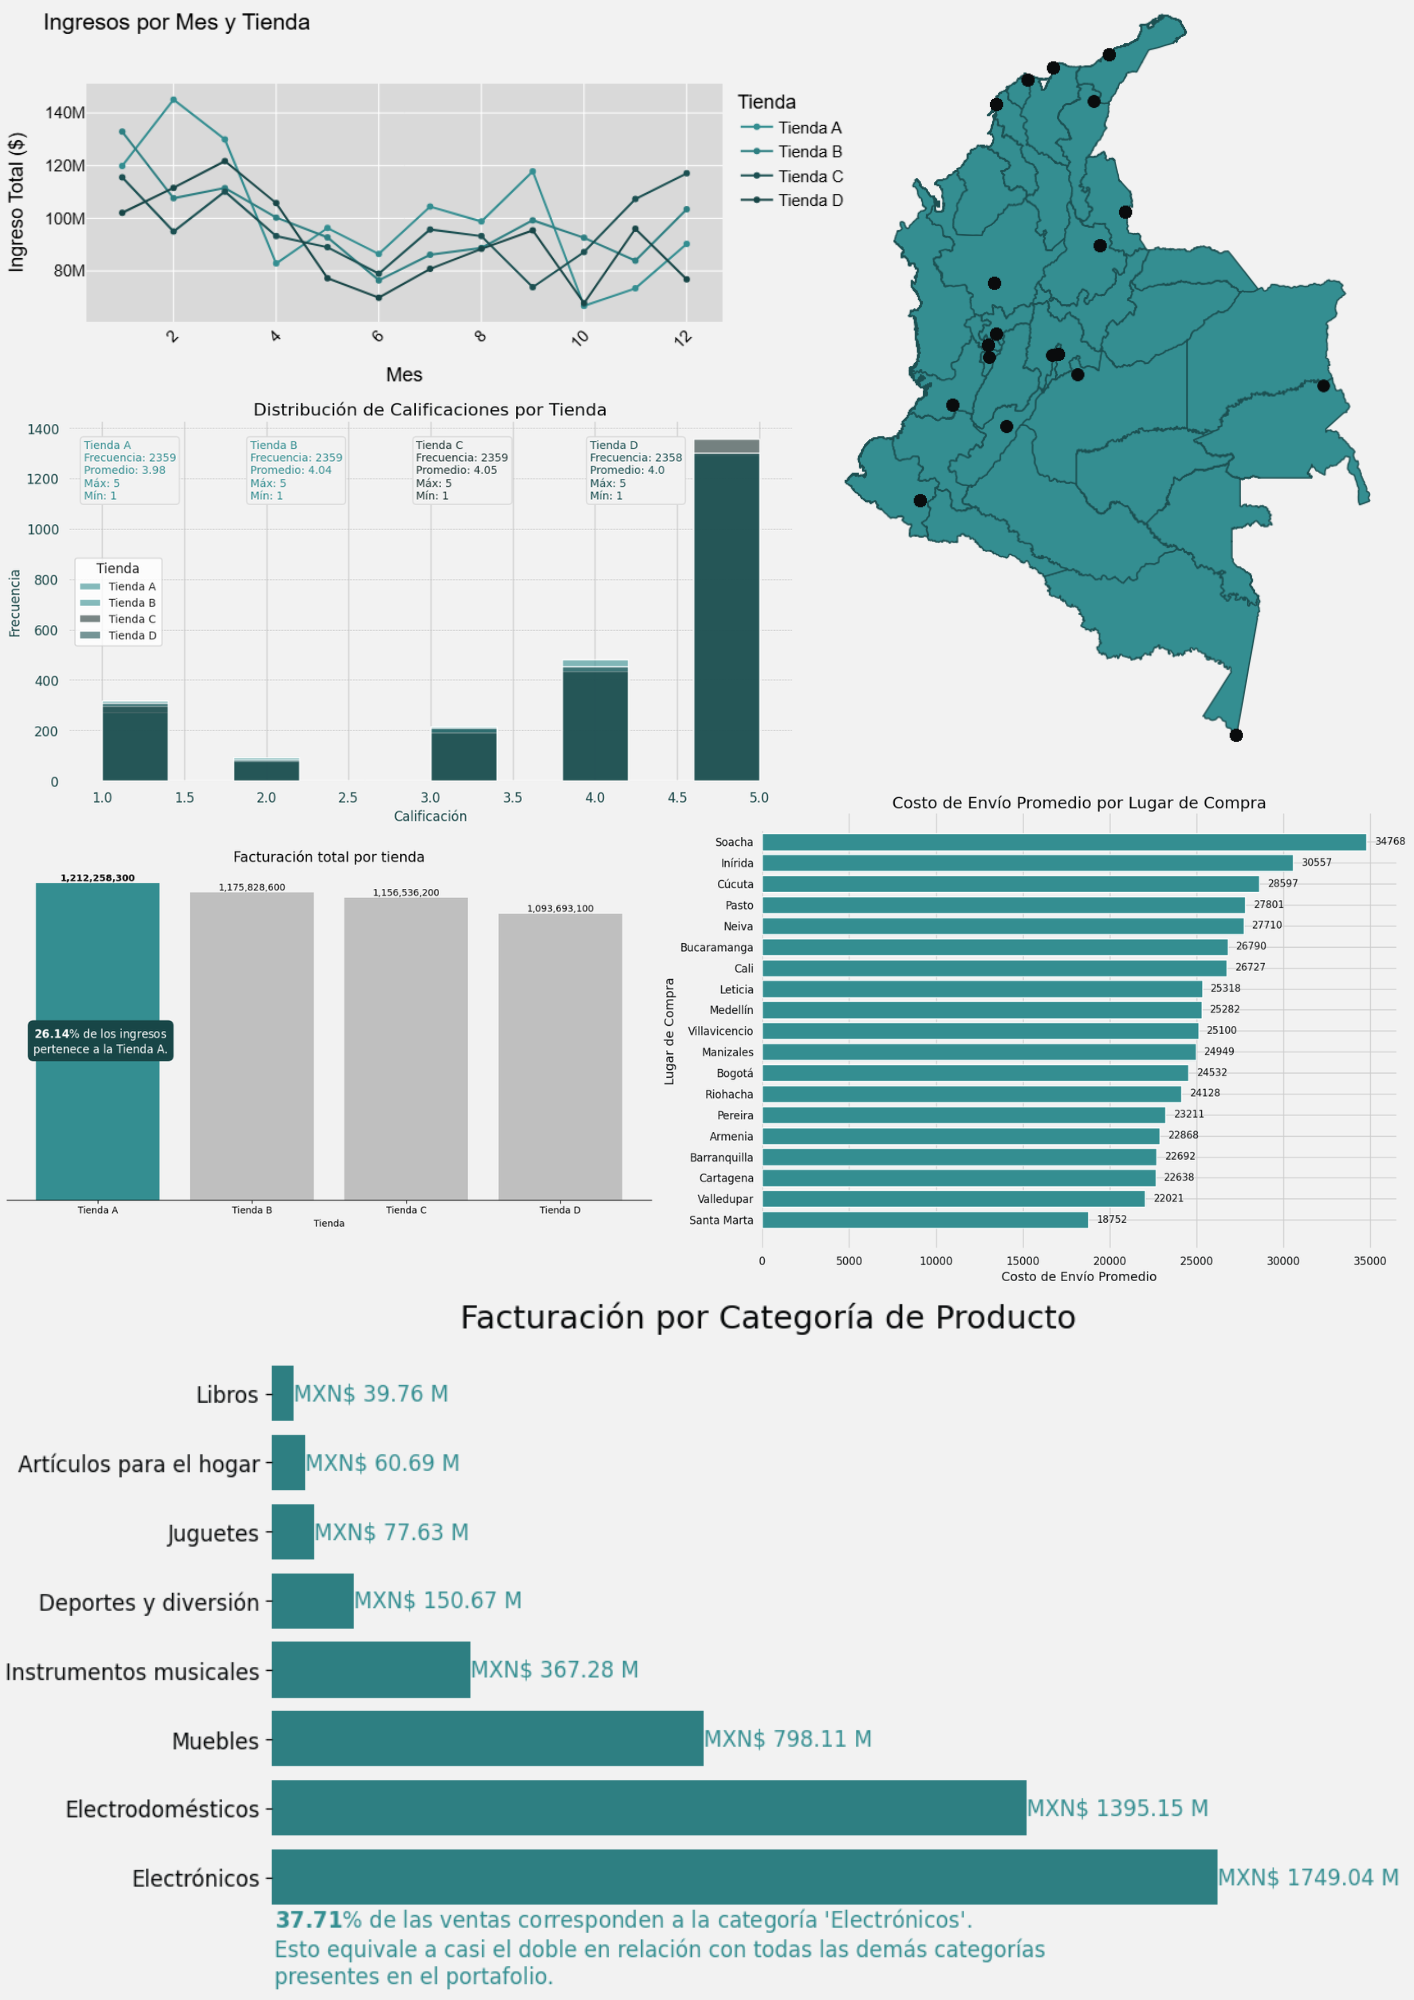 Ingresos por Mes y Tienda
Ingreso Total ($)
140M
120M
100M
80M
2
4
6
8
10
12
Mes
Tienda
Tienda A
Tienda B
Tienda C
Tienda D
Distribución de Calificaciones por Tienda
Frecuencia
1400
1200
1000
800
600
400
200
0
Tienda A
Frecuencia: 2359
Promedio: 3.98
Máx: 5
Mín: 1
Tienda B
Frecuencia: 2359
Promedio: 4.04
Máx: 5
Mín: 1
Tienda C
Frecuencia: 2359
Promedio: 4.05
Máx: 5
Mín: 1
Tienda D
Frecuencia: 2358
Promedio: 4.0
Máx: 5
Mín: 1
Tienda
Tienda A
Tienda B
Tienda C
Tienda D
1.0 1.5 2.0 2.5 3.0 3.5 4.0 4.5 5.0
Calificación
Facturación total por tienda
1,212,258,300
1,175,828,600
1,156,536,200
1,093,693,100
26.14% de los ingresos
pertenece a la Tienda A.
Tienda A Tienda B Tienda C Tienda D
Tienda
Costo de Envío Promedio por Lugar de Compra
Lugar de Compra
Soacha 34768
Inírida 30557
Cúcuta 28597
Pasto 27801
Neiva 27710
Bucaramanga 26790
Cali 26727
Leticia 25318
Medellín 25282
Villavicencio 25100
Manizales 24949
Bogotá 24532
Riohacha 24128
Pereira 23211
Armenia 22868
Barranquilla 22692
Cartagena 22638
Valledupar 22021
Santa Marta 18752
0 5000 10000 15000 20000 25000 30000 35000
Costo de Envío Promedio
Facturación por Categoría de Producto
Libros MXN$ 39.76 M
Artículos para el hogar MXN$ 60.69 M
Juguetes MXN$ 77.63 M
Deportes y diversión MXN$ 150.67 M
Instrumentos musicales MXN$ 367.28 M
Muebles MXN$ 798.11 M
Electrodomésticos MXN$ 1395.15 M
Electrónicos MXN$ 1749.04 M
37.71% de las ventas corresponden a la categoría 'Electrónicos'.
Esto equivale a casi el doble en relación con todas las demás categorías
presentes en el portafolio.